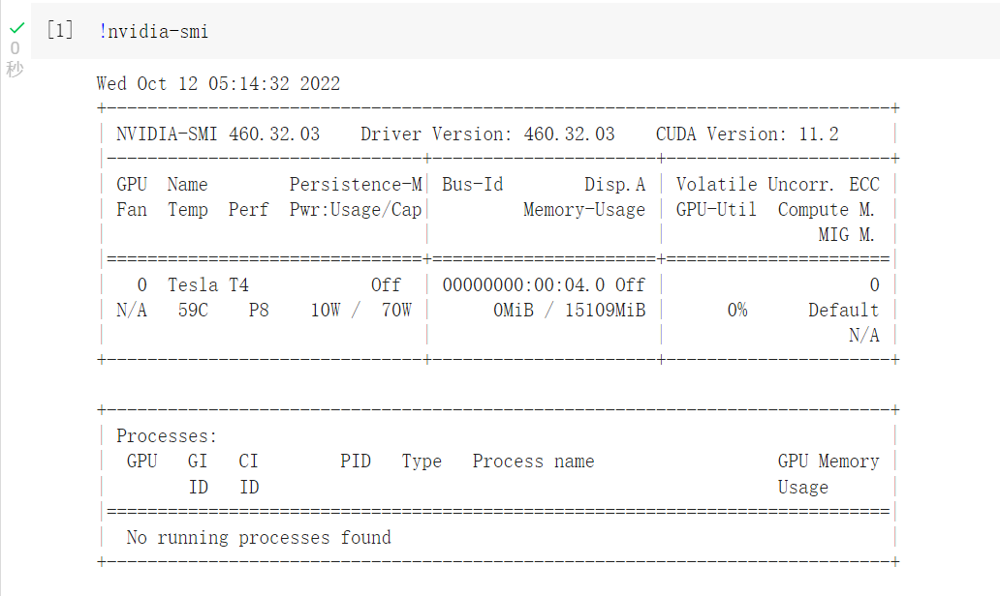 [1] !nvidia-smi
0
秒
Wed Oct 12 05:14:32 2022
+-----------------------------------------------------------------------------+
| NVIDIA-SMI 460.32.03    Driver Version: 460.32.03    CUDA Version: 11.2     |
|-------------------------------+----------------------+----------------------+
| GPU  Name        Persistence-M| Bus-Id        Disp.A | Volatile Uncorr. ECC |
| Fan  Temp  Perf  Pwr:Usage/Cap|         Memory-Usage | GPU-Util  Compute M. |
|                               |                      |               MIG M. |
|===============================+======================+======================|
|   0  Tesla T4            Off  | 00000000:00:04.0 Off |                    0 |
| N/A   59C    P8    10W /  70W |      0MiB / 15109MiB |      0%      Default |
|                               |                      |                  N/A |
+-------------------------------+----------------------+----------------------+
+-----------------------------------------------------------------------------+
| Processes:                                                                  |
|  GPU   GI   CI        PID   Type   Process name                  GPU Memory |
|        ID   ID                                                   Usage      |
|=============================================================================|
|  No running processes found                                                 |
+-----------------------------------------------------------------------------+